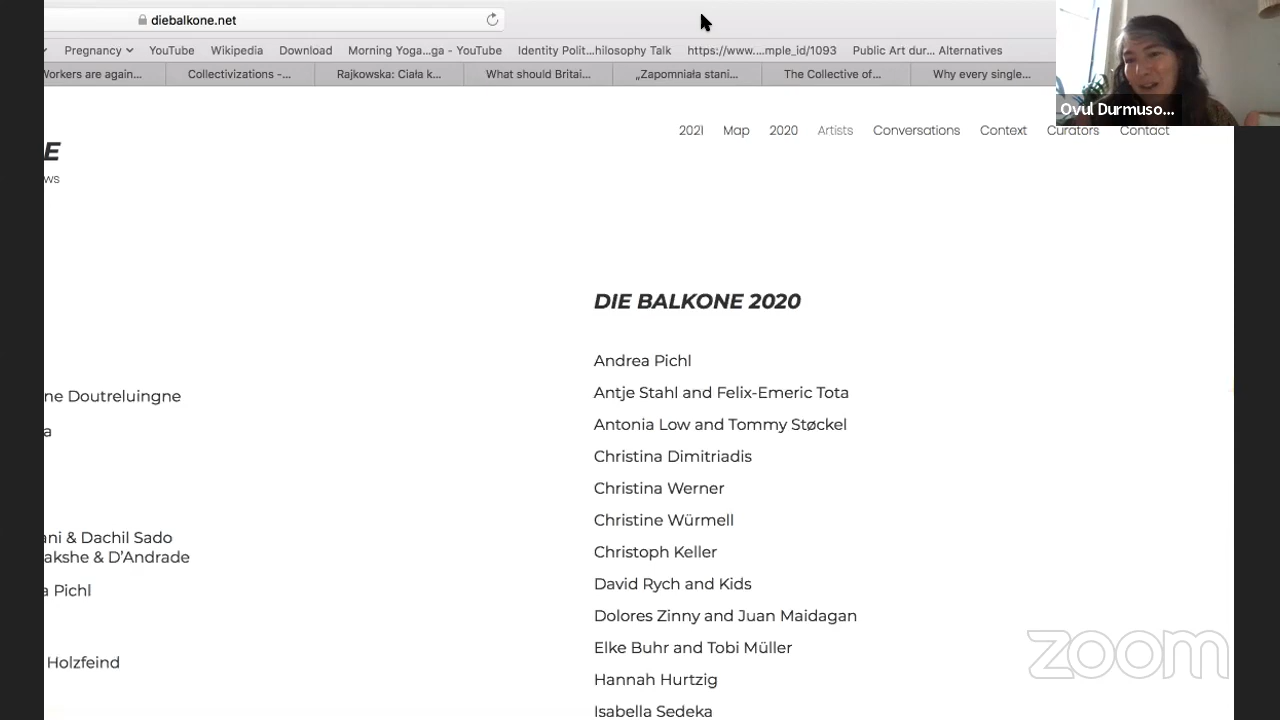 diebalkone.net
Pregnancy YouTube Wikipedia Download Morning Yoga...ga - YouTube Identity Polit...hilosophy Talk https://www....mple_id/1093 Public Art dur... Alternatives
Workers are again... Collectivizations -... Rajkowska: Ciała k... What should Britai... „Zapomniała stani... The Collective of... Why every single...
Ovul Durmuso...
2021 Map 2020 Artists Conversations Context Curators Contact
E
ws
DIE BALKONE 2020
Andrea Pichl
Antje Stahl and Felix-Emeric Tota
ne Doutreluingne
Antonia Low and Tommy Støckel
a
Christina Dimitriadis
Christina Werner
Christine Würmell
ani & Dachil Sado
Christoph Keller
akshe & D’Andrade
David Rych and Kids
a Pichl
Dolores Zinny and Juan Maidagan
Elke Buhr and Tobi Müller
Holzfeind
Hannah Hurtzig
Isabella Sedeka
zoom